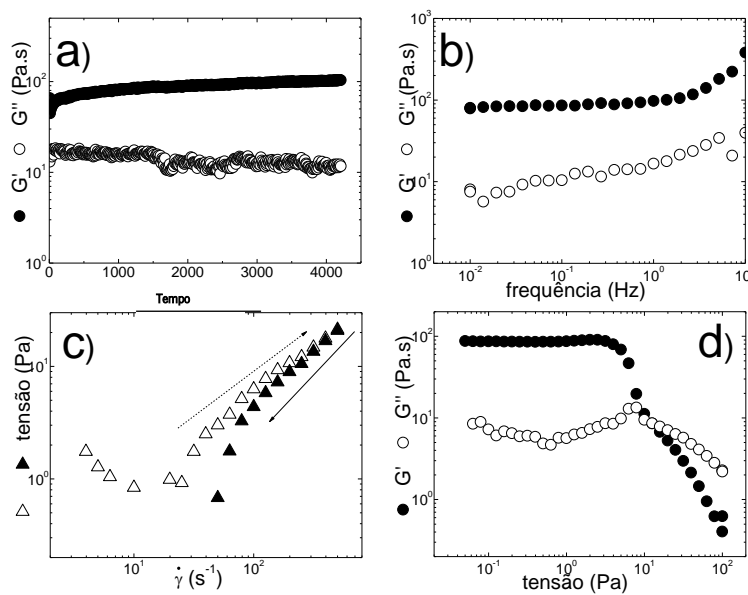 a)
G'' (Pa.s)
G'
10²
10¹
10⁰
0
1000
2000
3000
4000
Tempo
b)
G'' (Pa.s)
G'
10³
10²
10¹
10⁰
10⁻²
10⁻¹
10⁰
10¹
frequência (Hz)
c)
tensão (Pa)
10¹
10⁰
10¹
10²
γ̇ (s⁻¹)
d)
G'' (Pa.s)
G'
10²
10¹
10⁰
10⁻¹
10⁰
10¹
10²
tensão (Pa)